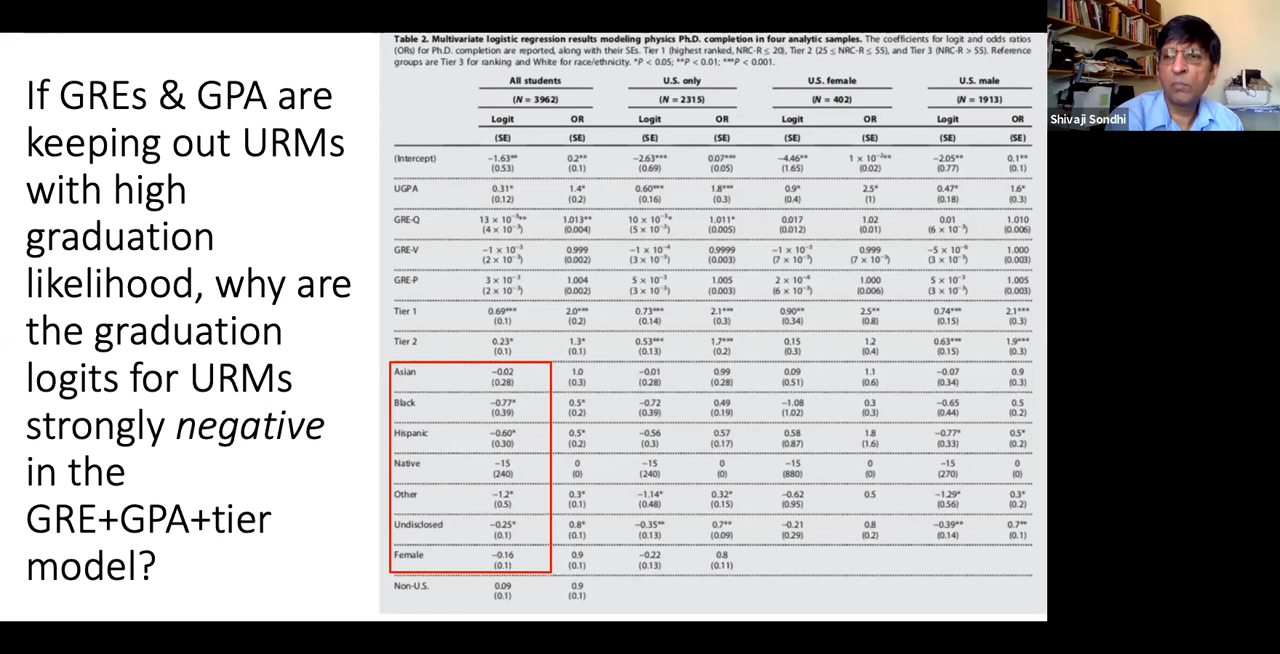 If GREs & GPA are
keeping out URMs
with high
graduation
likelihood, why are
the graduation
logits for URMs
strongly negative
in the
GRE+GPA+tier
model?
Table 2. Multivariate logistic regression results modeling physics Ph.D. completion in four analytic samples. The coefficients for logit and odds ratios
(ORs) for Ph.D. completion are reported, along with their SEs. Tier 1 (highest ranked, NRC-R ≤ 20), Tier 2 (25 ≤ NRC-R ≤ 55), and Tier 3 (NRC-R > 55). Reference
groups are Tier 3 for ranking and White for race/ethnicity. *P < 0.05; **P < 0.01; ***P < 0.001.
All students U.S. only U.S. female U.S. male
(N = 3962) (N = 2315) (N = 402) (N = 1913)
Logit OR Logit OR Logit OR Logit OR
(SE) (SE) (SE) (SE) (SE) (SE) (SE) (SE)
(Intercept) −1.63** 0.2** −2.63*** 0.07*** −4.46** 1 × 10⁻²** −2.05** 0.1**
(0.53) (0.1) (0.69) (0.05) (1.65) (0.02) (0.77) (0.1)
UGPA 0.31* 1.4* 0.60*** 1.8*** 0.9* 2.5* 0.47* 1.6*
(0.12) (0.2) (0.16) (0.3) (0.4) (1) (0.18) (0.3)
GRE-Q 13 × 10⁻³** 1.013** 10 × 10⁻³* 1.011* 0.017 1.02 0.01 1.010
(4 × 10⁻³) (0.004) (5 × 10⁻³) (0.005) (0.012) (0.01) (6 × 10⁻³) (0.006)
GRE-V −1 × 10⁻³ 0.999 −1 × 10⁻⁴ 0.9999 −1 × 10⁻³ 0.999 −5 × 10⁻⁶ 1.000
(2 × 10⁻³) (0.002) (3 × 10⁻³) (0.003) (7 × 10⁻³) (7 × 10⁻³) (3 × 10⁻³) (0.003)
GRE-P 3 × 10⁻³ 1.004 5 × 10⁻³ 1.005 2 × 10⁻⁴ 1.000 5 × 10⁻³ 1.005
(2 × 10⁻³) (0.002) (3 × 10⁻³) (0.003) (6 × 10⁻³) (0.006) (3 × 10⁻³) (0.003)
Tier 1 0.69*** 2.0*** 0.73*** 2.1*** 0.90** 2.5** 0.74*** 2.1***
(0.1) (0.2) (0.14) (0.3) (0.34) (0.8) (0.15) (0.3)
Tier 2 0.23* 1.3* 0.53*** 1.7*** 0.15 1.2 0.63*** 1.9***
(0.1) (0.1) (0.13) (0.2) (0.3) (0.4) (0.15) (0.3)
Asian −0.02 1.0 −0.01 0.99 0.09 1.1 −0.07 0.9
(0.28) (0.3) (0.28) (0.28) (0.51) (0.6) (0.34) (0.3)
Black −0.77* 0.5* −0.72 0.49 −1.08 0.3 −0.65 0.5
(0.39) (0.2) (0.39) (0.19) (1.02) (0.3) (0.44) (0.2)
Hispanic −0.60* 0.5* −0.56 0.57 0.58 1.8 −0.77* 0.5*
(0.30) (0.2) (0.3) (0.17) (0.87) (1.6) (0.33) (0.2)
Native −15 0 −15 0 −15 0 −15 0
(240) (0) (240) (0) (880) (0) (270) (0)
Other −1.2* 0.3* −1.14* 0.32* −0.62 0.5 −1.29* 0.3*
(0.5) (0.1) (0.48) (0.15) (0.95) (0.56) (0.2)
Undisclosed −0.25* 0.8* −0.35** 0.7** −0.21 0.8 −0.39** 0.7**
(0.1) (0.1) (0.13) (0.09) (0.29) (0.2) (0.14) (0.1)
Female −0.16 0.9 −0.22 0.8
(0.1) (0.1) (0.13) (0.11)
Non-U.S. 0.09 0.9
(0.1) (0.1)
Shivaji Sondhi